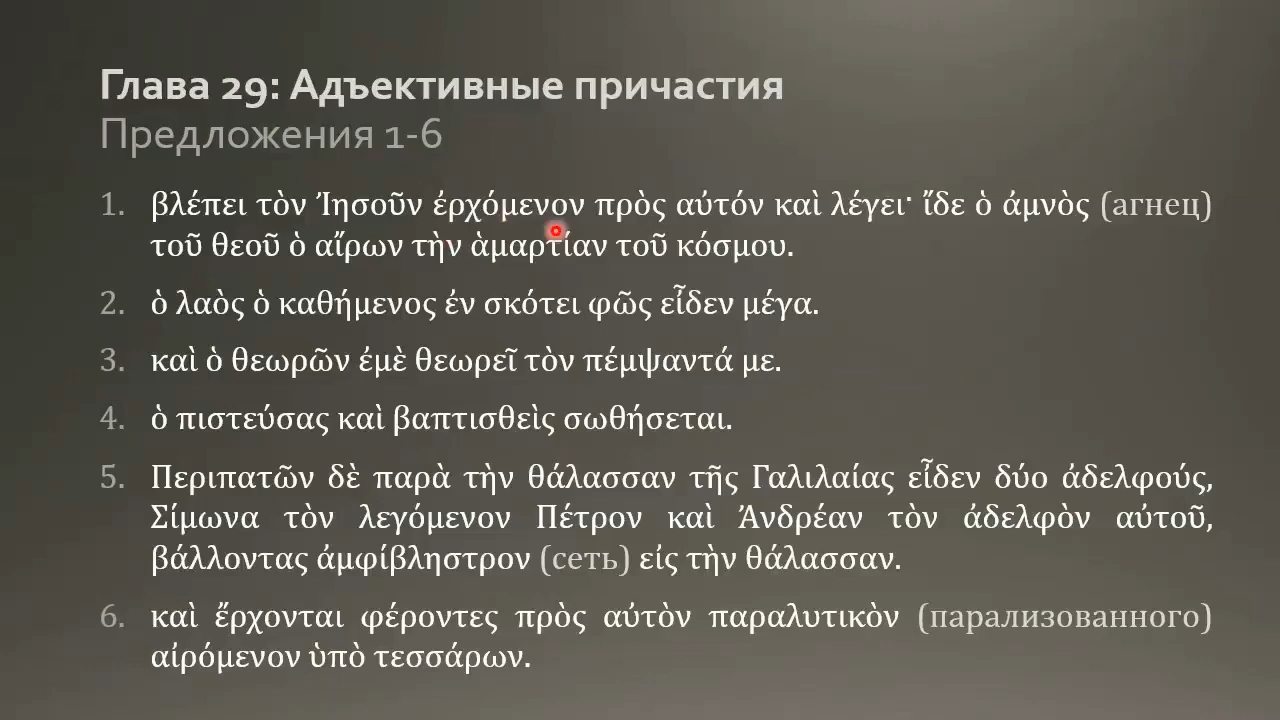 Глава 29: Адъективные причастия
Предложения 1-6
1. βλέπει τὸν Ἰησοῦν ἐρχόμενον πρὸς αὐτόν καὶ λέγει· ἴδε ὁ ἀμνὸς (агнец)
τοῦ θεοῦ ὁ αἴρων τὴν ἁμαρτίαν τοῦ κόσμου.
2. ὁ λαὸς ὁ καθήμενος ἐν σκότει φῶς εἶδεν μέγα.
3. καὶ ὁ θεωρῶν ἐμὲ θεωρεῖ τὸν πέμψαντά με.
4. ὁ πιστεύσας καὶ βαπτισθεὶς σωθήσεται.
5. Περιπατῶν δὲ παρὰ τὴν θάλασσαν τῆς Γαλιλαίας εἶδεν δύο ἀδελφούς,
Σίμωνα τὸν λεγόμενον Πέτρον καὶ Ἀνδρέαν τὸν ἀδελφὸν αὐτοῦ,
βάλλοντας ἀμφίβληστρον (сеть) εἰς τὴν θάλασσαν.
6. καὶ ἔρχονται φέροντες πρὸς αὐτὸν παραλυτικὸν (парализованного)
αἰρόμενον ὑπὸ τεσσάρων.